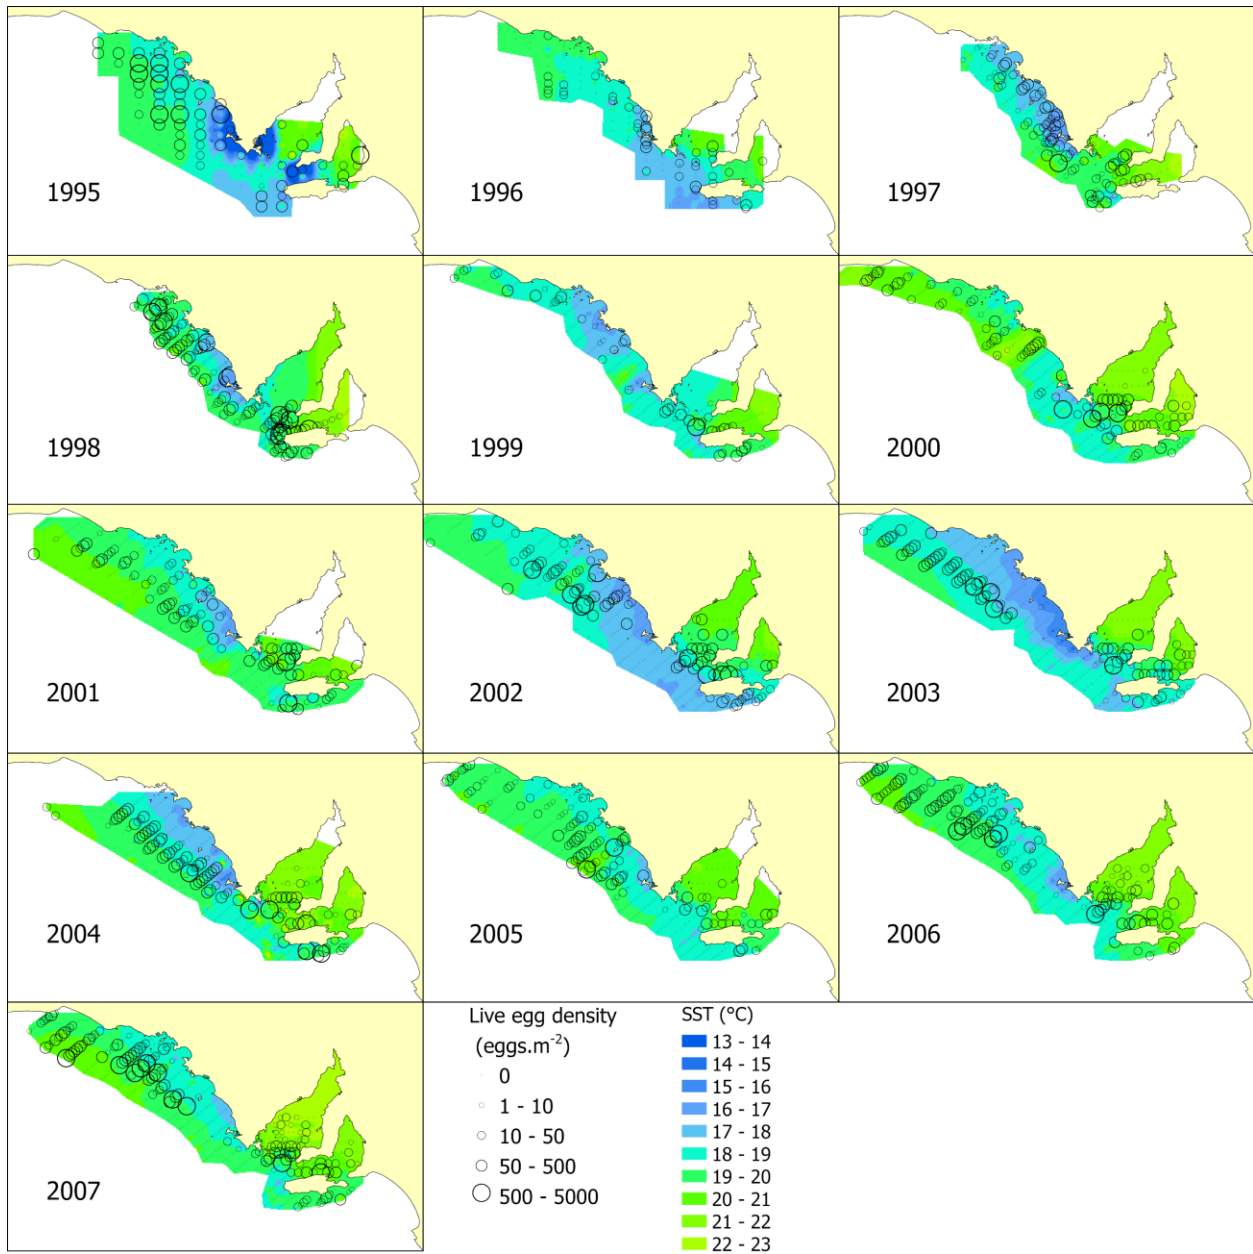 1995
1996
1997
1998
1999
2000
2001
2002
2003
2004
2005
2006
2007
Live egg density
(eggs.m⁻²)
0
1 - 10
10 - 50
50 - 500
500 - 5000
SST (°C)
13 - 14
14 - 15
15 - 16
16 - 17
17 - 18
18 - 19
19 - 20
20 - 21
21 - 22
22 - 23